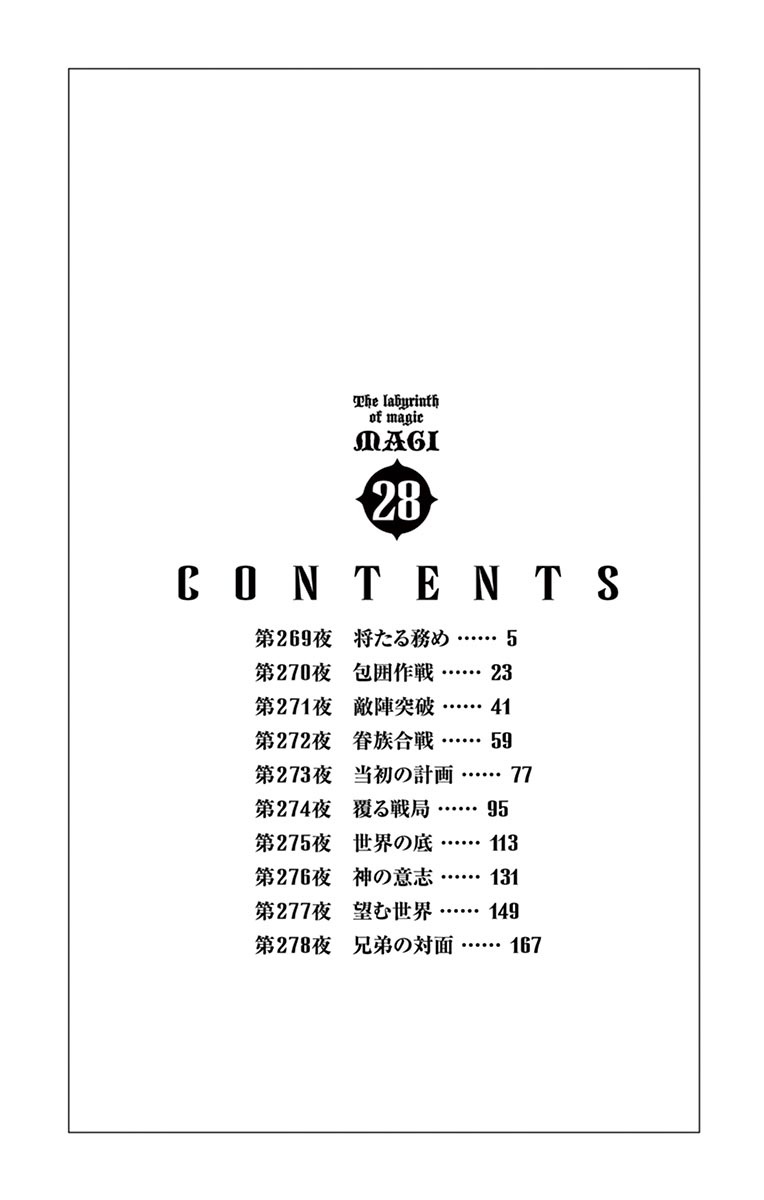 The labyrinth
of magic
MAGI
28
CONTENTS
第269夜　将たる務め …… 5
第270夜　包囲作戦 …… 23
第271夜　敵陣突破 …… 41
第272夜　眷族合戦 …… 59
第273夜　当初の計画 …… 77
第274夜　覆る戦局 …… 95
第275夜　世界の底 …… 113
第276夜　神の意志 …… 131
第277夜　望む世界 …… 149
第278夜　兄弟の対面 …… 167